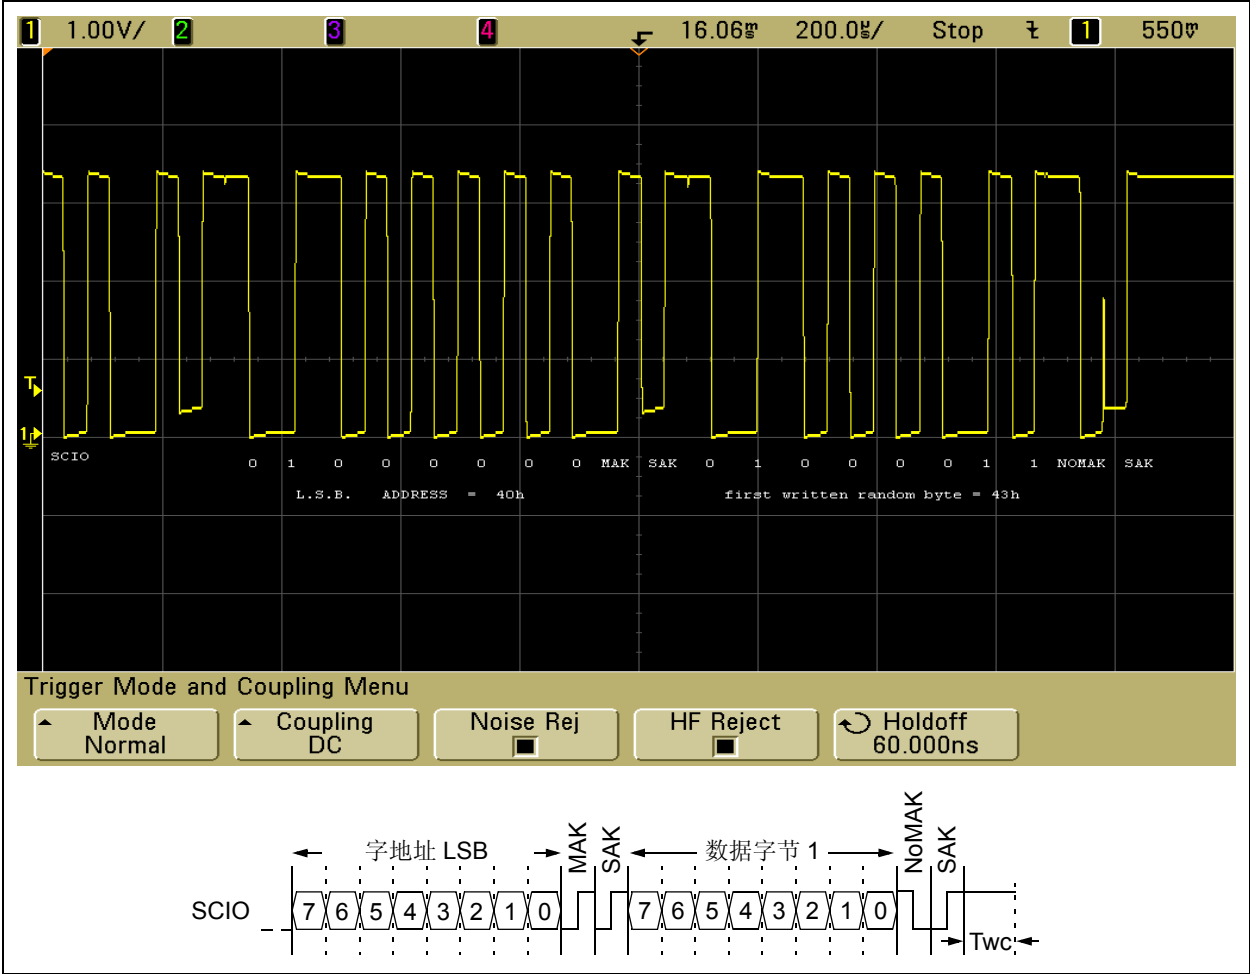 1 1.00V/ 2 3 4 16.06ms 200.0us/ Stop 1 550mV
T
1
SCIO 0 1 0 0 0 0 0 0 MAK SAK 0 1 0 0 0 0 1 1 NOMAK SAK
L.S.B. ADDRESS = 40h first written random byte = 43h
Trigger Mode and Coupling Menu
Mode Coupling Noise Rej HF Reject Holdoff
Normal DC 60.000ns
字地址 LSB MAK SAK 数据字节 1 NoMAK SAK
SCIO 7 6 5 4 3 2 1 0 7 6 5 4 3 2 1 0
Twc